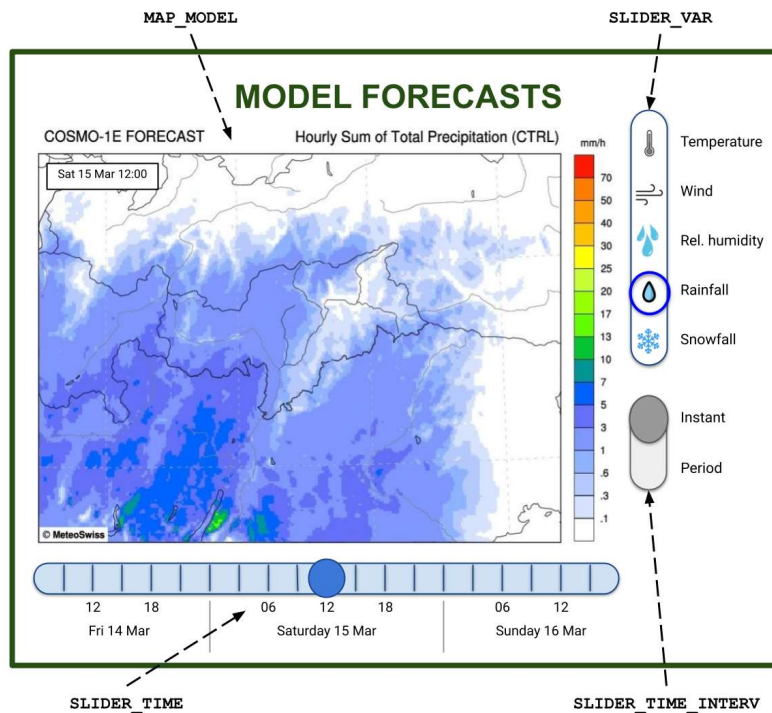 MAP_MODEL
SLIDER_VAR
MODEL FORECASTS
COSMO-1E FORECAST
Hourly Sum of Total Precipitation (CTRL)
mm/h
Sat 15 Mar 12:00
70
50
40
30
25
20
17
13
10
7
5
3
1
.6
.3
.1
Temperature
Wind
Rel. humidity
Rainfall
Snowfall
Instant
Period
© MeteoSwiss
12
18
06
12
18
06
12
Fri 14 Mar
Saturday 15 Mar
Sunday 16 Mar
SLIDER_TIME
SLIDER_TIME_INTERV